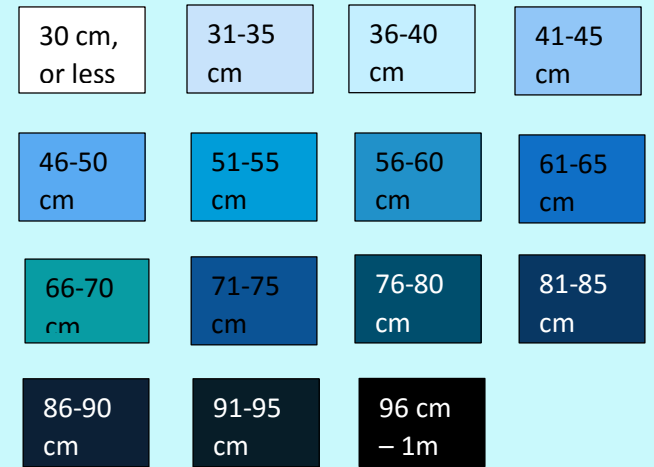 30 cm,
or less
31-35
cm
36-40
cm
41-45
cm
46-50
cm
51-55
cm
56-60
cm
61-65
cm
66-70
cm
71-75
cm
76-80
cm
81-85
cm
86-90
cm
91-95
cm
96 cm
– 1m